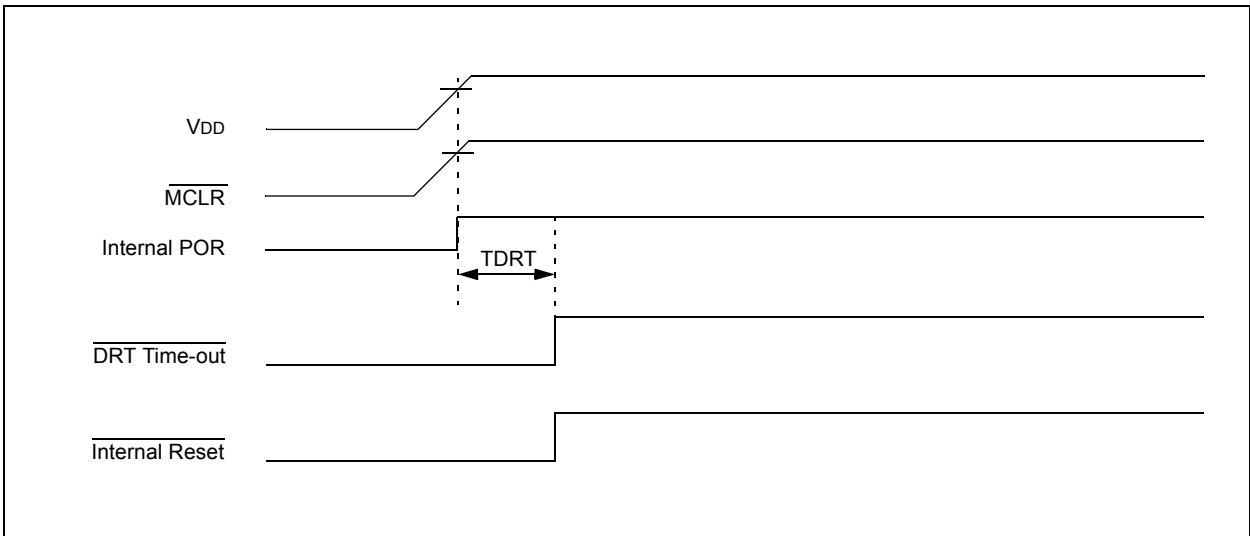 VDD
MCLR
Internal POR
TDRT
DRT Time-out
Internal Reset